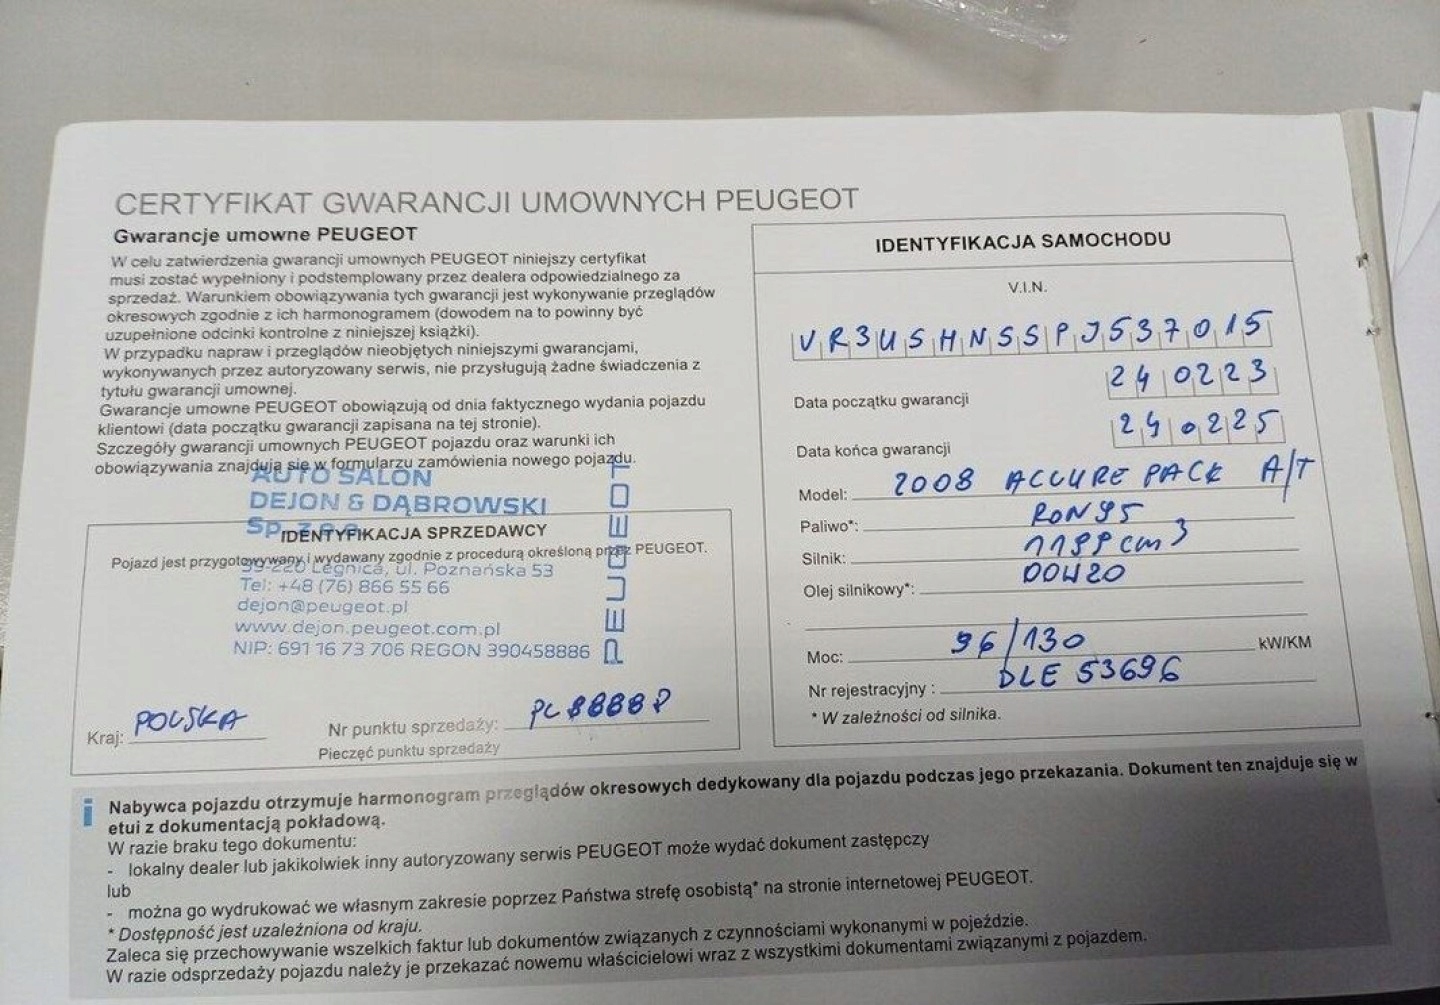 CERTYFIKAT GWARANCJI UMOWNYCH PEUGEOT
Gwarancje umowne PEUGEOT
W celu zatwierdzenia gwarancji umownych PEUGEOT niniejszy certyfikat
musi zostać wypełniony i podstemplowany przez dealera odpowiedzialnego za
sprzedaż. Warunkiem obowiązywania tych gwarancji jest wykonywanie przeglądów
okresowych zgodnie z ich harmonogramem (dowodem na to powinny być
uzupełnione odcinki kontrolne z niniejszej książki).
W przypadku napraw i przeglądów nieobjętych niniejszymi gwarancjami,
wykonywanych przez autoryzowany serwis, nie przysługują żadne świadczenia z
tytułu gwarancji umownej.
Gwarancje umowne PEUGEOT obowiązują od dnia faktycznego wydania pojazdu
klientowi (data początku gwarancji zapisana na tej stronie).
Szczegóły gwarancji umownych PEUGEOT pojazdu oraz warunki ich
obowiązywania znajdują się w formularzu zamówienia nowego pojazdu.
AUTO SALON
DEJON & DĄBROWSKI
Sp. z o.o.
IDENTYFIKACJA SPRZEDAWCY
Pojazd jest przygotowywany i wydawany zgodnie z procedurą określoną przez PEUGEOT.
59-220 Legnica, ul. Poznańska 53
Tel: +48 (76) 866 55 66
dejon@peugeot.pl
www.dejon.peugeot.com.pl
NIP: 691 16 73 706 REGON 390458886
PEUGEOT
Kraj: POLSKA Nr punktu sprzedaży:
Pieczęć punktu sprzedaży
IDENTYFIKACJA SAMOCHODU
V.I.N.
VR3USHNSSPJ537015
Data początku gwarancji 240223
Data końca gwarancji 240225
Model: 2008 ACCURE PACK A/T
Paliwo*: RON95
Silnik: 1199 cm3
Olej silnikowy*: 00W20
Moc: 96/130 kW/KM
Nr rejestracyjny : DLE 53696
* W zależności od silnika.
i
Nabywca pojazdu otrzymuje harmonogram przeglądów okresowych dedykowany dla pojazdu podczas jego przekazania. Dokument ten znajduje się w
etui z dokumentacją pokładową.
W razie braku tego dokumentu:
- lokalny dealer lub jakikolwiek inny autoryzowany serwis PEUGEOT może wydać dokument zastępczy
lub
- można go wydrukować we własnym zakresie poprzez Państwa strefę osobistą* na stronie internetowej PEUGEOT.
* Dostępność jest uzależniona od kraju.
Zaleca się przechowywanie wszelkich faktur lub dokumentów związanych z czynnościami wykonanymi w pojeździe.
W razie odsprzedaży pojazdu należy je przekazać nowemu właścicielowi wraz z wszystkimi dokumentami związanymi z pojazdem.